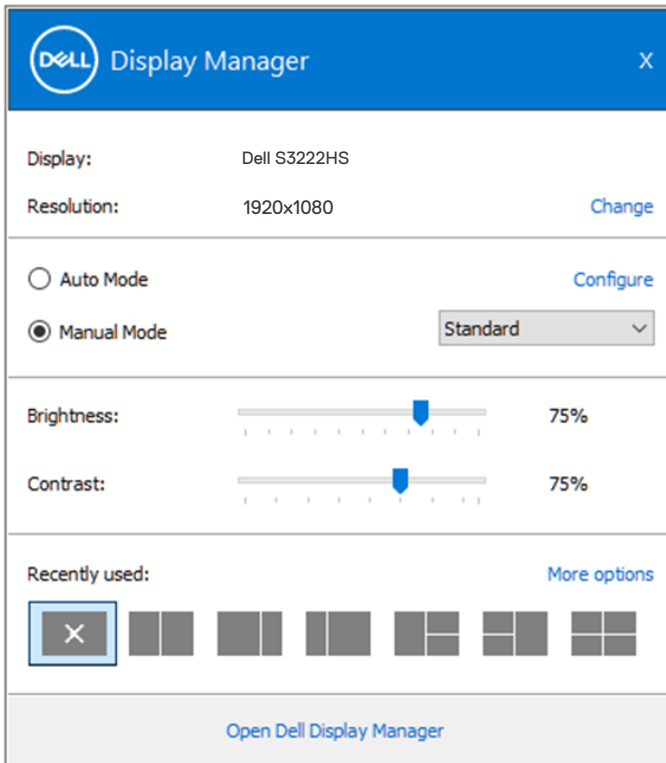 DELL Display Manager X
Display: Dell S3222HS
Resolution: 1920x1080 Change
Auto Mode Configure
Manual Mode Standard
Brightness: 75%
Contrast: 75%
Recently used: More options
Open Dell Display Manager